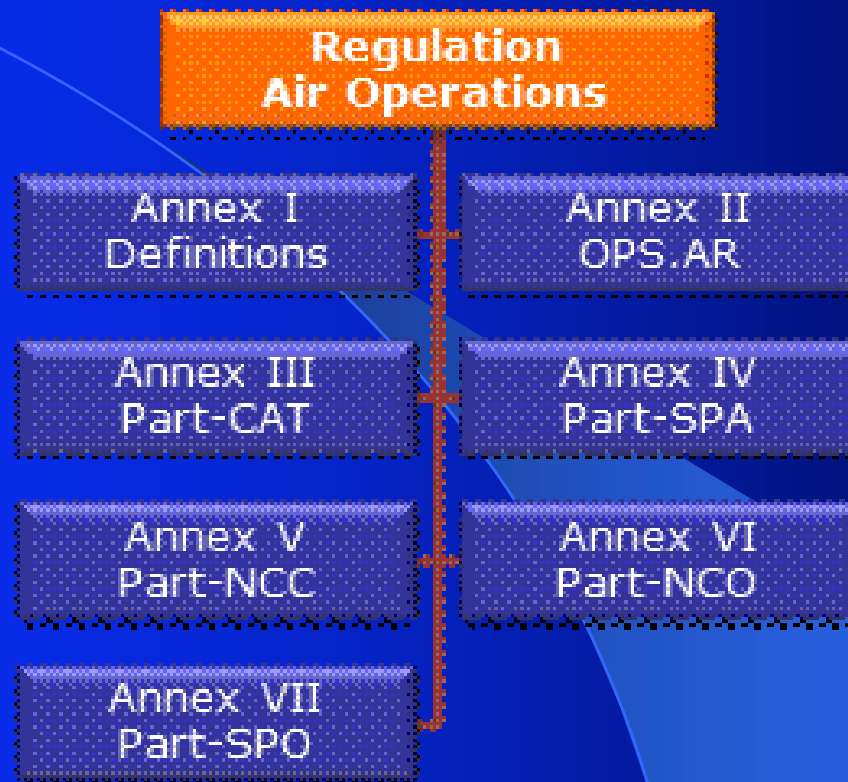 Regulation
Air Operations
Annex I
Definitions
Annex II
OPS.AR
Annex III
Part-CAT
Annex IV
Part-SPA
Annex V
Part-NCC
Annex VI
Part-NCO
Annex VII
Part-SPO